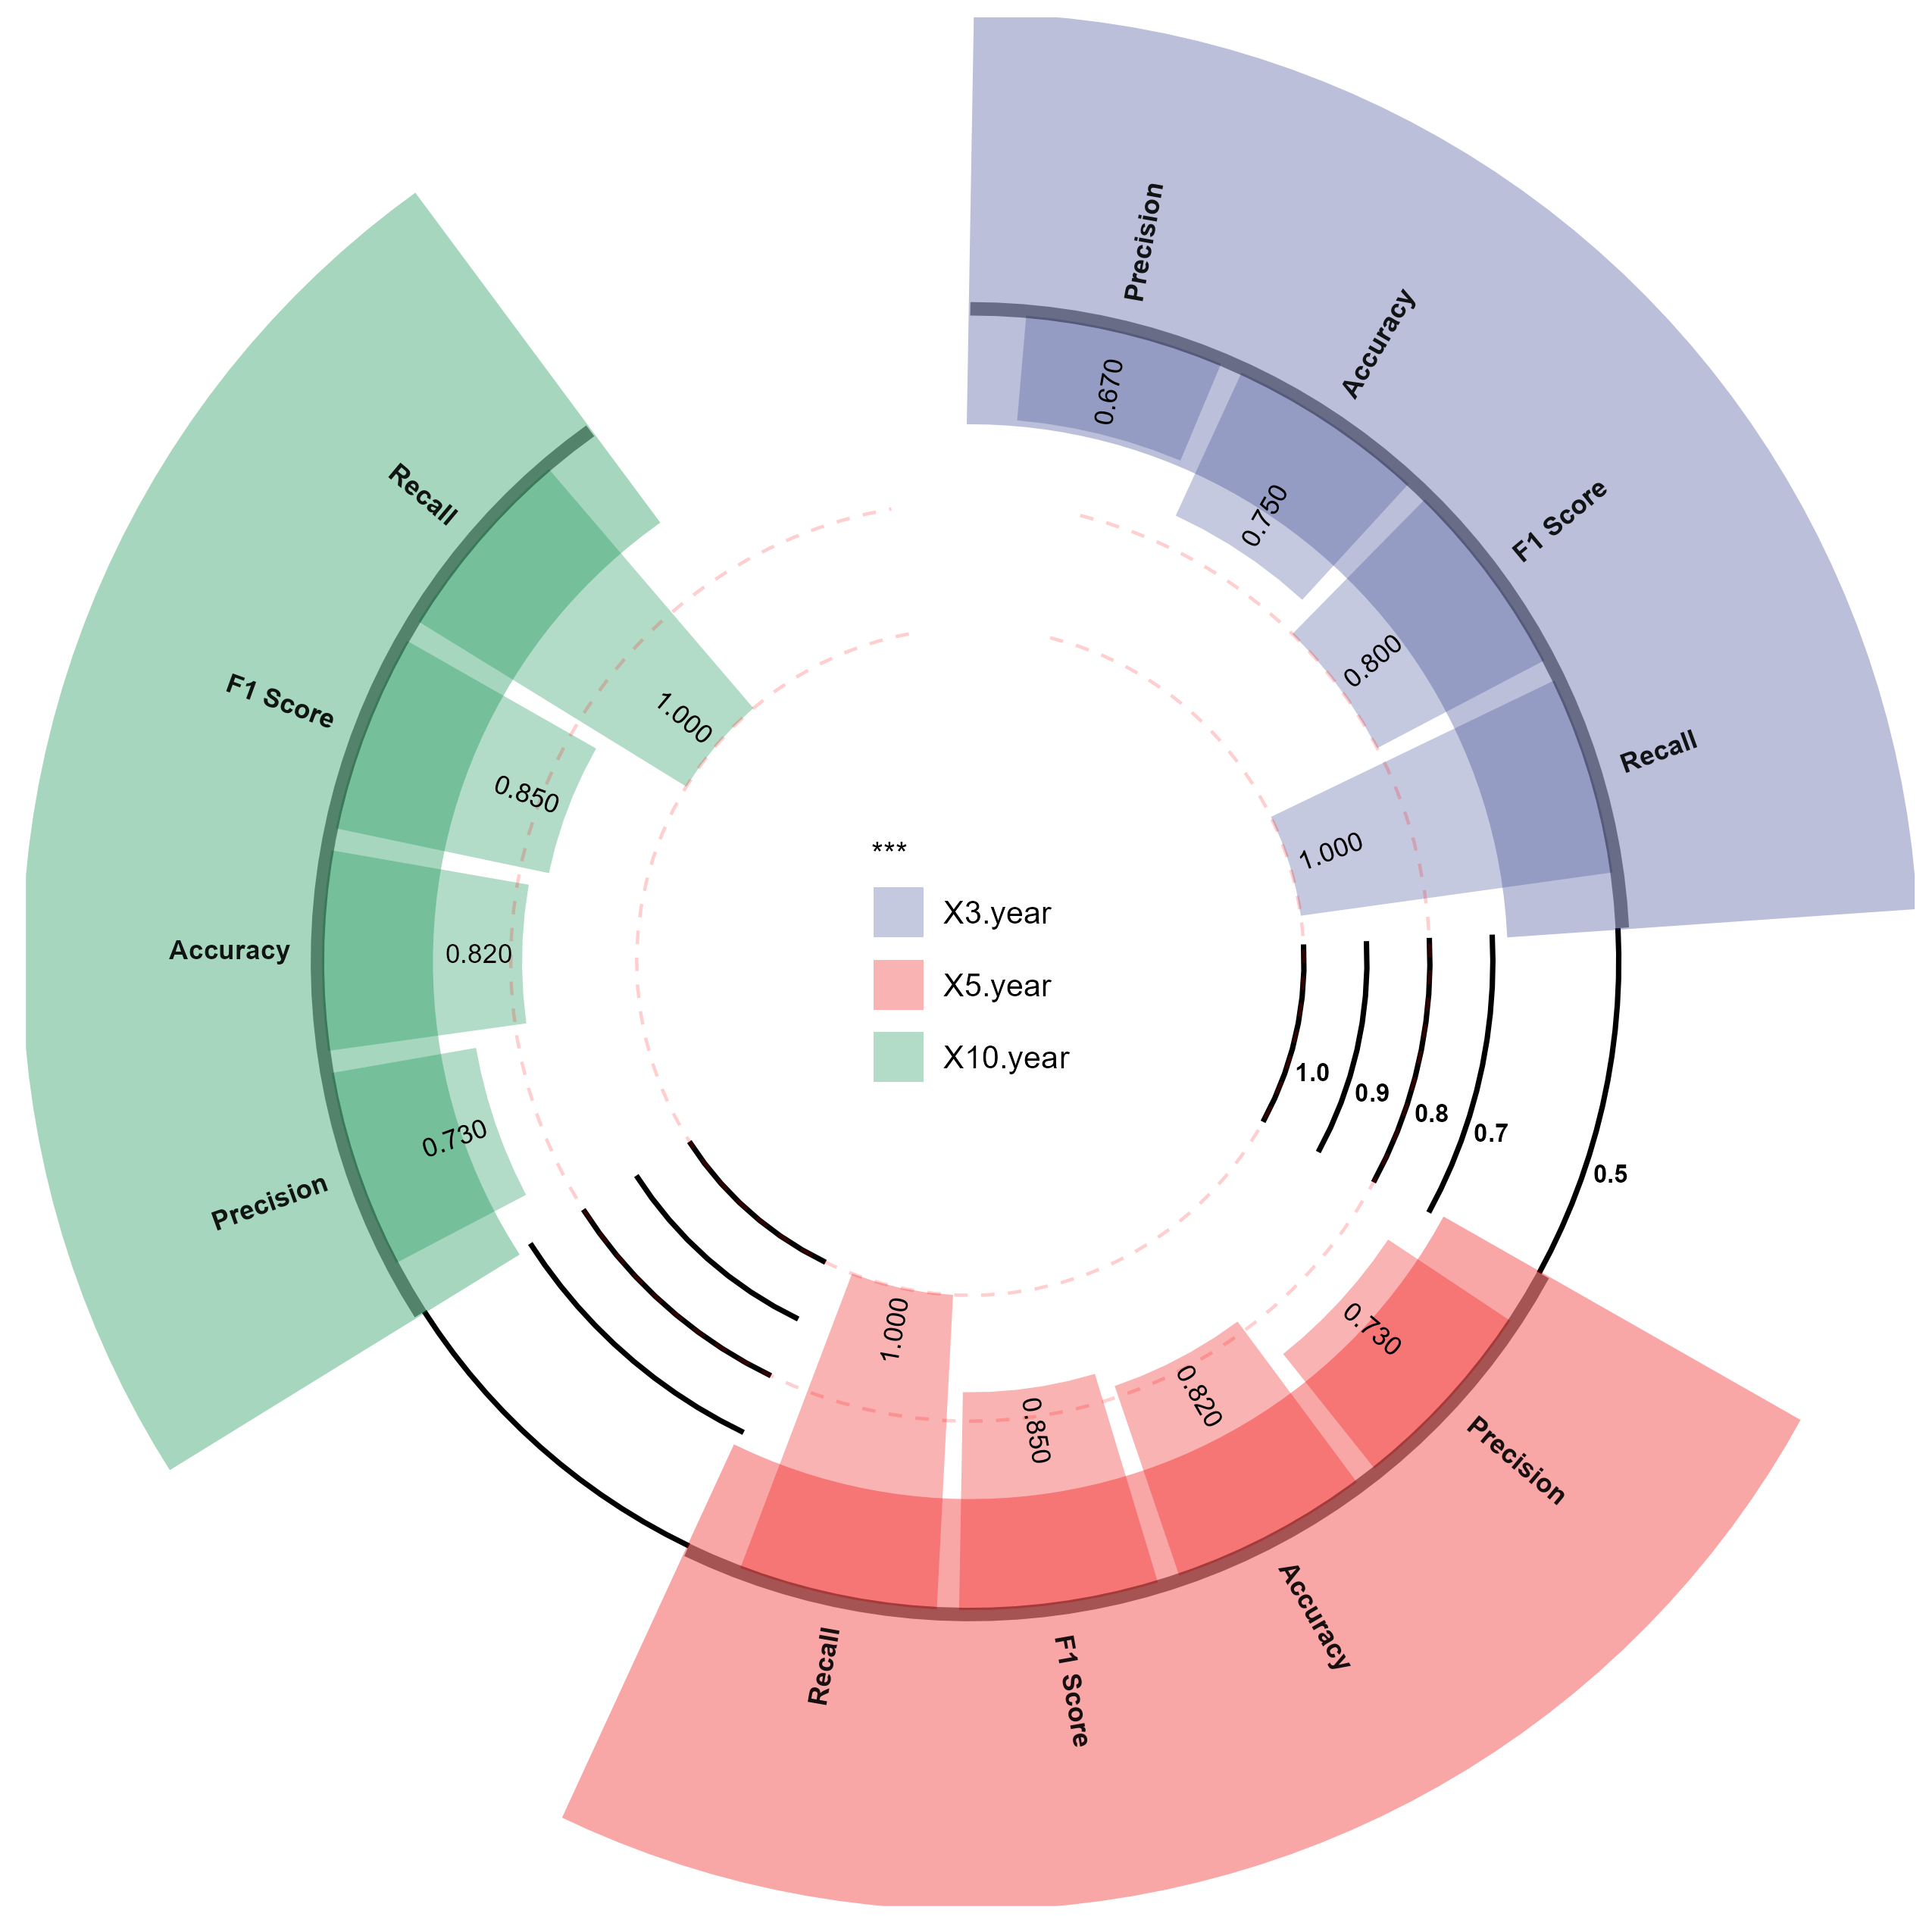 Precision
0.670
Accuracy
0.750
F1 Score
0.800
Recall
1.000
1.0
0.9
0.8
0.7
0.5
Precision
0.730
Accuracy
0.820
F1 Score
0.850
Recall
1.000
Precision
0.730
Accuracy
0.820
F1 Score
0.850
Recall
1.000
***
X3.year
X5.year
X10.year